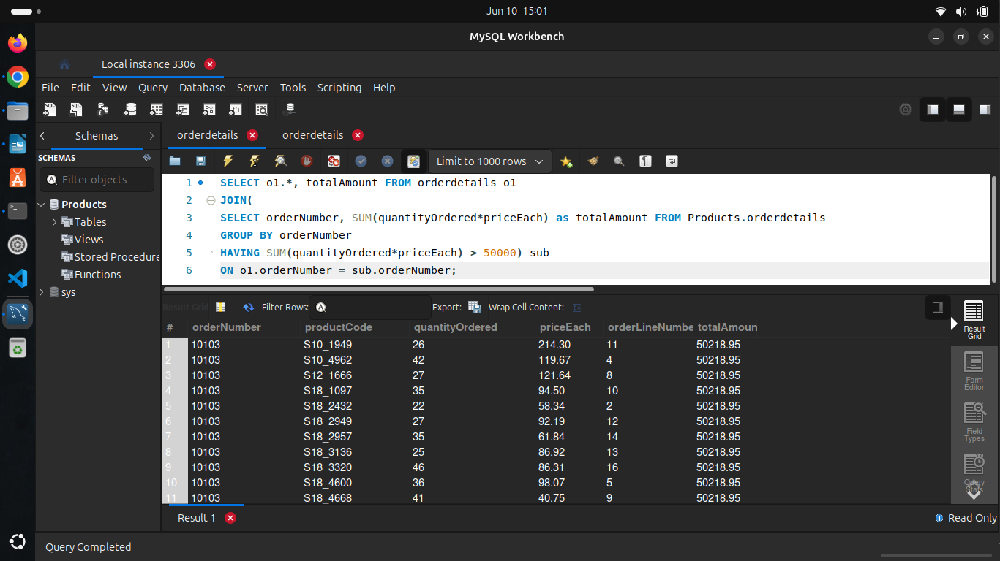 Jun 10 15:01
MySQL Workbench
Local instance 3306
File Edit View Query Database Server Tools Scripting Help
Schemas
orderdetails orderdetails
SCHEMAS
Filter objects
Products
Tables
Views
Stored Procedure
Functions
sys
Limit to 1000 rows
1 SELECT o1.*, totalAmount FROM orderdetails o1
2 JOIN(
3 SELECT orderNumber, SUM(quantityOrdered*priceEach) as totalAmount FROM Products.orderdetails
4 GROUP BY orderNumber
5 HAVING SUM(quantityOrdered*priceEach) > 50000) sub
6 ON o1.orderNumber = sub.orderNumber;
Result Grid Filter Rows: Export: Wrap Cell Content:
# orderNumber productCode quantityOrdered priceEach orderLineNumbe totalAmoun
1 10103 S10_1949 26 214.30 11 50218.95
2 10103 S10_4962 42 119.67 4 50218.95
3 10103 S12_1666 27 121.64 8 50218.95
4 10103 S18_1097 35 94.50 10 50218.95
5 10103 S18_2432 22 58.34 2 50218.95
6 10103 S18_2949 27 92.19 12 50218.95
7 10103 S18_2957 35 61.84 14 50218.95
8 10103 S18_3136 25 86.92 13 50218.95
9 10103 S18_3320 46 86.31 16 50218.95
10 10103 S18_4600 36 98.07 5 50218.95
11 10103 S18_4668 41 40.75 9 50218.95
Result
Grid
Form
Editor
Field
Types
Query
Stats
Result 1
Read Only
Query Completed